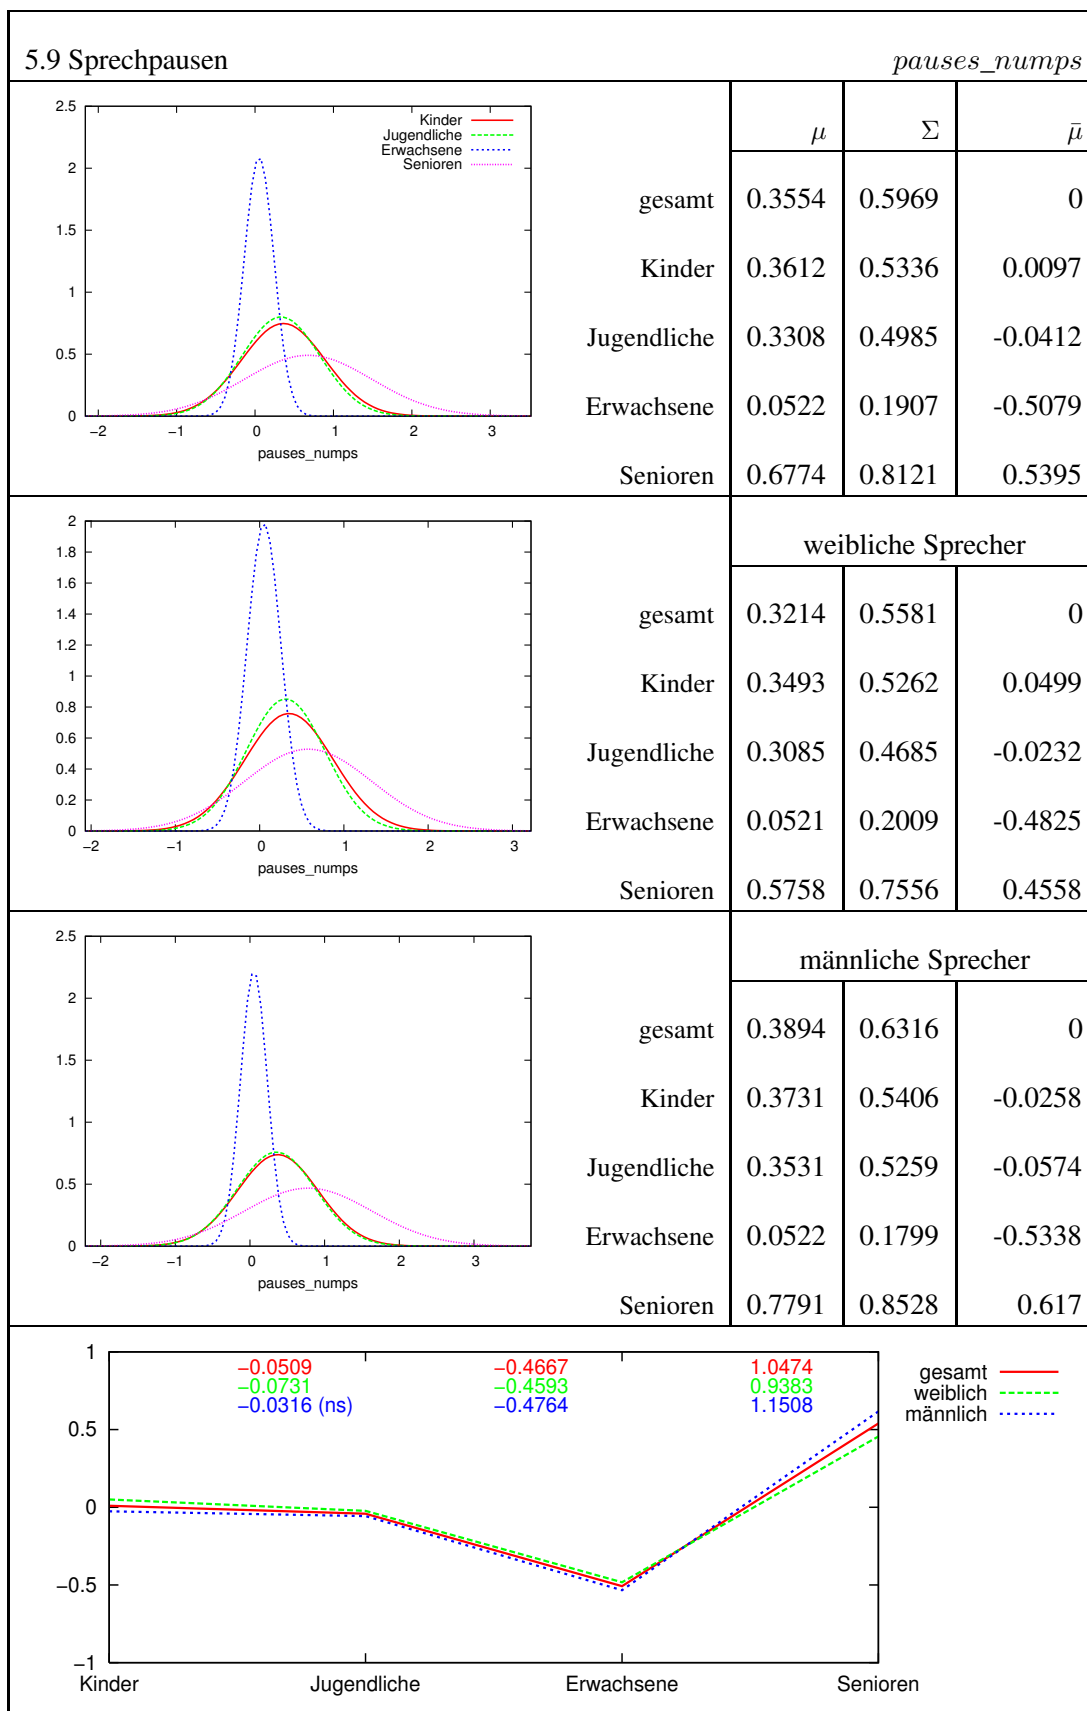 5.9 Sprechpausen pauses_numps
2.5
2
1.5
1
0.5
0
−2 −1 0 1 2 3
pauses_numps
Kinder
Jugendliche
Erwachsene
Senioren
μ Σ μ̄
gesamt 0.3554 0.5969 0
Kinder 0.3612 0.5336 0.0097
Jugendliche 0.3308 0.4985 -0.0412
Erwachsene 0.0522 0.1907 -0.5079
Senioren 0.6774 0.8121 0.5395
2
1.8
1.6
1.4
1.2
1
0.8
0.6
0.4
0.2
0
−2 −1 0 1 2 3
pauses_numps
weibliche Sprecher
gesamt 0.3214 0.5581 0
Kinder 0.3493 0.5262 0.0499
Jugendliche 0.3085 0.4685 -0.0232
Erwachsene 0.0521 0.2009 -0.4825
Senioren 0.5758 0.7556 0.4558
2.5
2
1.5
1
0.5
0
−2 −1 0 1 2 3
pauses_numps
männliche Sprecher
gesamt 0.3894 0.6316 0
Kinder 0.3731 0.5406 -0.0258
Jugendliche 0.3531 0.5259 -0.0574
Erwachsene 0.0522 0.1799 -0.5338
Senioren 0.7791 0.8528 0.617
1
0.5
0
−0.5
−1
−0.0509 −0.4667 1.0474
−0.0731 −0.4593 0.9383
−0.0316 (ns) −0.4764 1.1508
gesamt
weiblich
männlich
Kinder Jugendliche Erwachsene Senioren